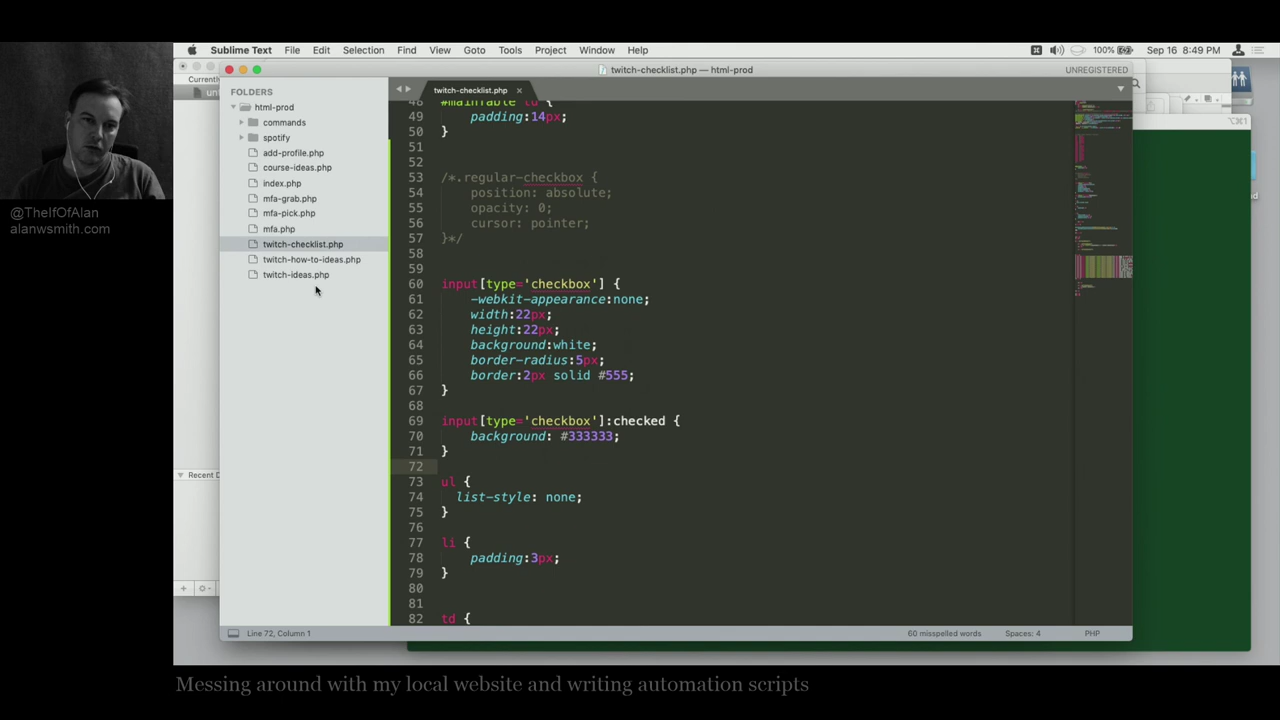 Sublime Text File Edit Selection Find View Goto Tools Project Window Help 100% Sep 16 8:49 PM
Currently
twitch-checklist.php — html-prod
UNREGISTERED
FOLDERS
html-prod
commands
spotify
add-profile.php
course-ideas.php
index.php
mfa-grab.php
mfa-pick.php
mfa.php
twitch-checklist.php
twitch-how-to-ideas.php
twitch-ideas.php
twitch-checklist.php
48 #mainTable td {
49 padding:14px;
50 }
51
52
53 /*.regular-checkbox {
54 position: absolute;
55 opacity: 0;
56 cursor: pointer;
57 }*/
58
59
60 input[type='checkbox'] {
61 -webkit-appearance:none;
62 width:22px;
63 height:22px;
64 background:white;
65 border-radius:5px;
66 border:2px solid #555;
67 }
68
69 input[type='checkbox']:checked {
70 background: #333333;
71 }
72
73 ul {
74 list-style: none;
75 }
76
77 li {
78 padding:3px;
79 }
80
81
82 td {
⌥⌘1
Recent D
Line 72, Column 1
60 misspelled words
Spaces: 4
PHP
@TheIfOfAlan
alanwsmith.com
Messing around with my local website and writing automation scripts